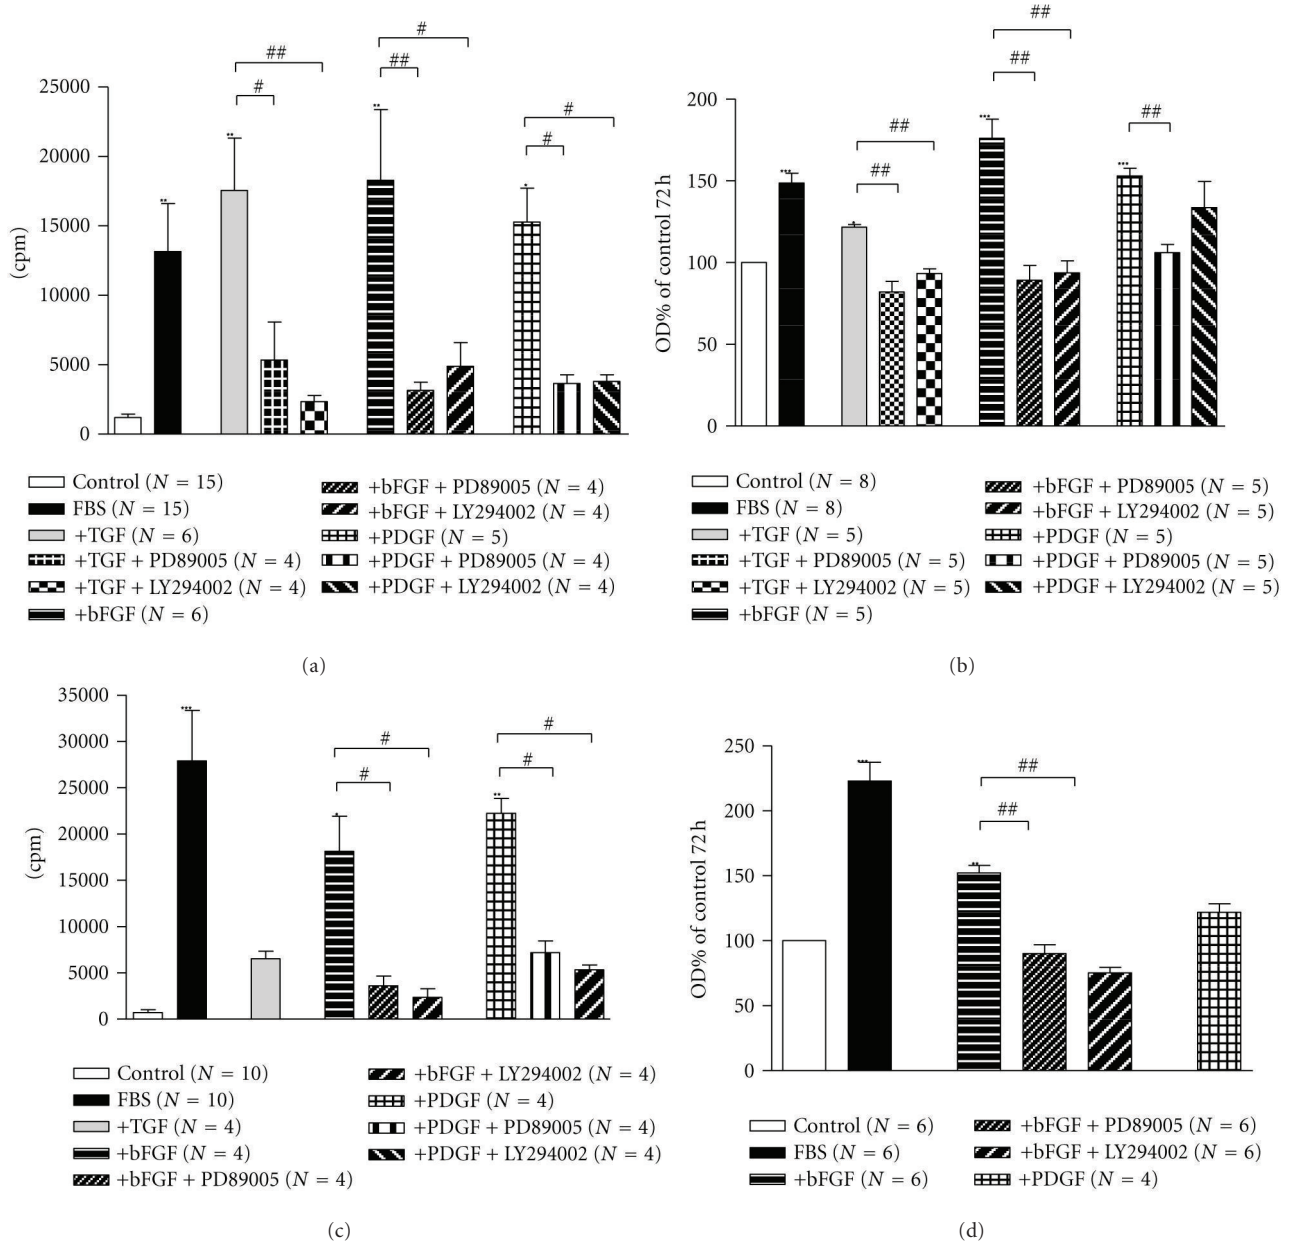 ##
#
#
##
#
#
25000
20000
15000
10000
5000
0
(cpm)
**
**
**
*
Control (N = 15)
FBS (N = 15)
+TGF (N = 6)
+TGF + PD89005 (N = 4)
+TGF + LY294002 (N = 4)
+bFGF (N = 6)
+bFGF + PD89005 (N = 4)
+bFGF + LY294002 (N = 4)
+PDGF (N = 5)
+PDGF + PD89005 (N = 4)
+PDGF + LY294002 (N = 4)
(a)
##
##
##
##
##
200
150
100
50
0
OD% of control 72 h
***
*
***
***
Control (N = 8)
FBS (N = 8)
+TGF (N = 5)
+TGF + PD89005 (N = 5)
+TGF + LY294002 (N = 5)
+bFGF (N = 5)
+bFGF + PD89005 (N = 5)
+bFGF + LY294002 (N = 5)
+PDGF (N = 5)
+PDGF + PD89005 (N = 5)
+PDGF + LY294002 (N = 5)
(b)
35000
30000
25000
20000
15000
10000
5000
0
(cpm)
***
*
**
#
#
#
#
Control (N = 10)
FBS (N = 10)
+TGF (N = 4)
+bFGF (N = 4)
+bFGF + PD89005 (N = 4)
+bFGF + LY294002 (N = 4)
+PDGF (N = 4)
+PDGF + PD89005 (N = 4)
+PDGF + LY294002 (N = 4)
(c)
250
200
150
100
50
0
OD% of control 72 h
***
**
##
##
Control (N = 6)
FBS (N = 6)
+bFGF (N = 6)
+bFGF + PD89005 (N = 6)
+bFGF + LY294002 (N = 6)
+PDGF (N = 4)
(d)